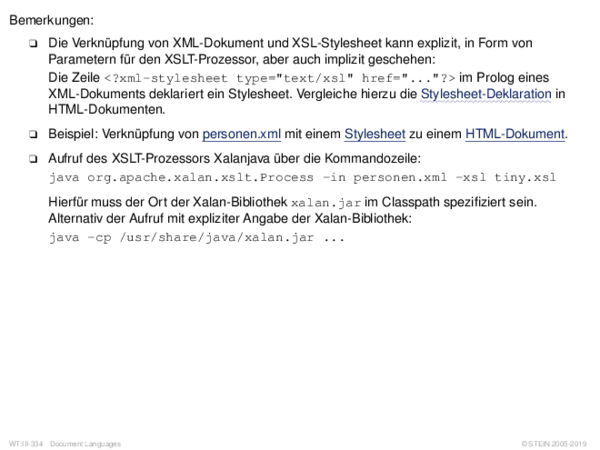 Bemerkungen:
❑ Die Verknüpfung von XML-Dokument und XSL-Stylesheet kann explizit, in Form von
Parametern für den XSLT-Prozessor, aber auch implizit geschehen:
Die Zeile <?xml-stylesheet type="text/xsl" href="..."?> im Prolog eines
XML-Dokuments deklariert ein Stylesheet. Vergleiche hierzu die Stylesheet-Deklaration in
HTML-Dokumenten.
❑ Beispiel: Verknüpfung von personen.xml mit einem Stylesheet zu einem HTML-Dokument.
❑ Aufruf des XSLT-Prozessors Xalanjava über die Kommandozeile:
java org.apache.xalan.xslt.Process -in personen.xml -xsl tiny.xsl
Hierfür muss der Ort der Xalan-Bibliothek xalan.jar im Classpath spezifiziert sein.
Alternativ der Aufruf mit expliziter Angabe der Xalan-Bibliothek:
java -cp /usr/share/java/xalan.jar ...
WT:III-334 Document Languages © STEIN 2005-2019